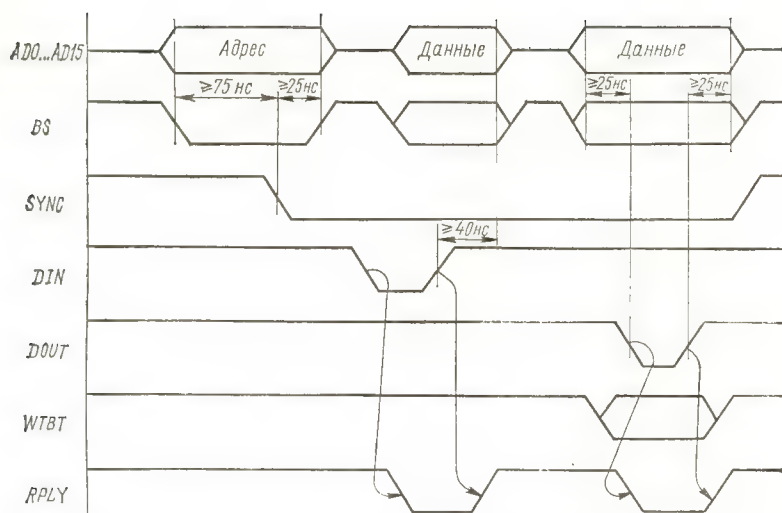 AD0...AD15 Адрес Данные Данные
≥75 нс ≥25нс ≥25нс ≥25нс
BS
SYNC
≥40нс
DIN
DOUT
WTBT
RPLY